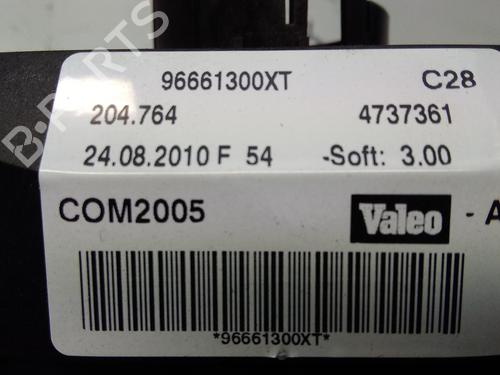 96661300XT C28
204.764 4737361
24.08.2010 F 54 -Soft: 3.00
COM2005 Valeo - A
*96661300XT*
B-PARTS